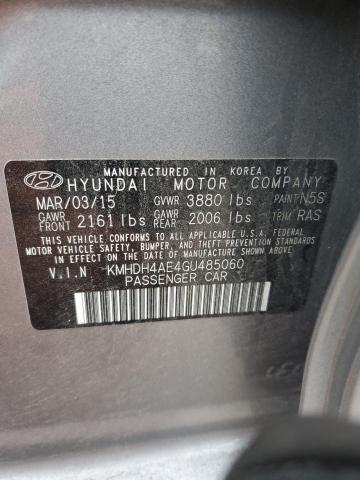 MANUFACTURED IN KOREA BY
HYUNDAI MOTOR COMPANY
MAR/03/15 GVWR 3880 lbs PAINT N5S
GAWR FRONT 2161 lbs GAWR REAR 2006 lbs TRIM RAS
THIS VEHICLE CONFORMS TO ALL APPLICABLE U.S.A. FEDERAL
MOTOR VEHICLE SAFETY, BUMPER, AND THEFT PREVENTION
STANDARDS IN EFFECT ON THE DATE OF MANUFACTURE SHOWN ABOVE.
V.I.N KMHDH4AE4GU485060
PASSENGER CAR